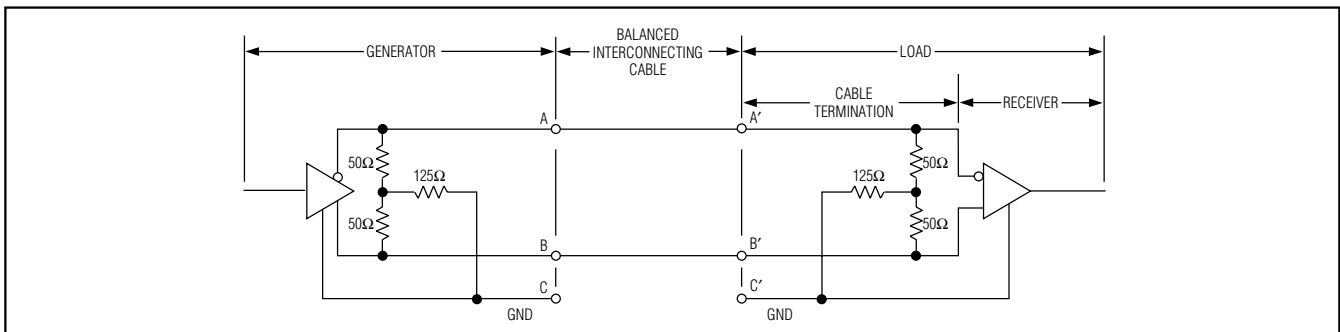 GENERATOR
BALANCED
INTERCONNECTING
CABLE
LOAD
CABLE
TERMINATION
RECEIVER
A
A′
50Ω
125Ω
50Ω
125Ω
50Ω
50Ω
B
B′
C
C′
GND
GND